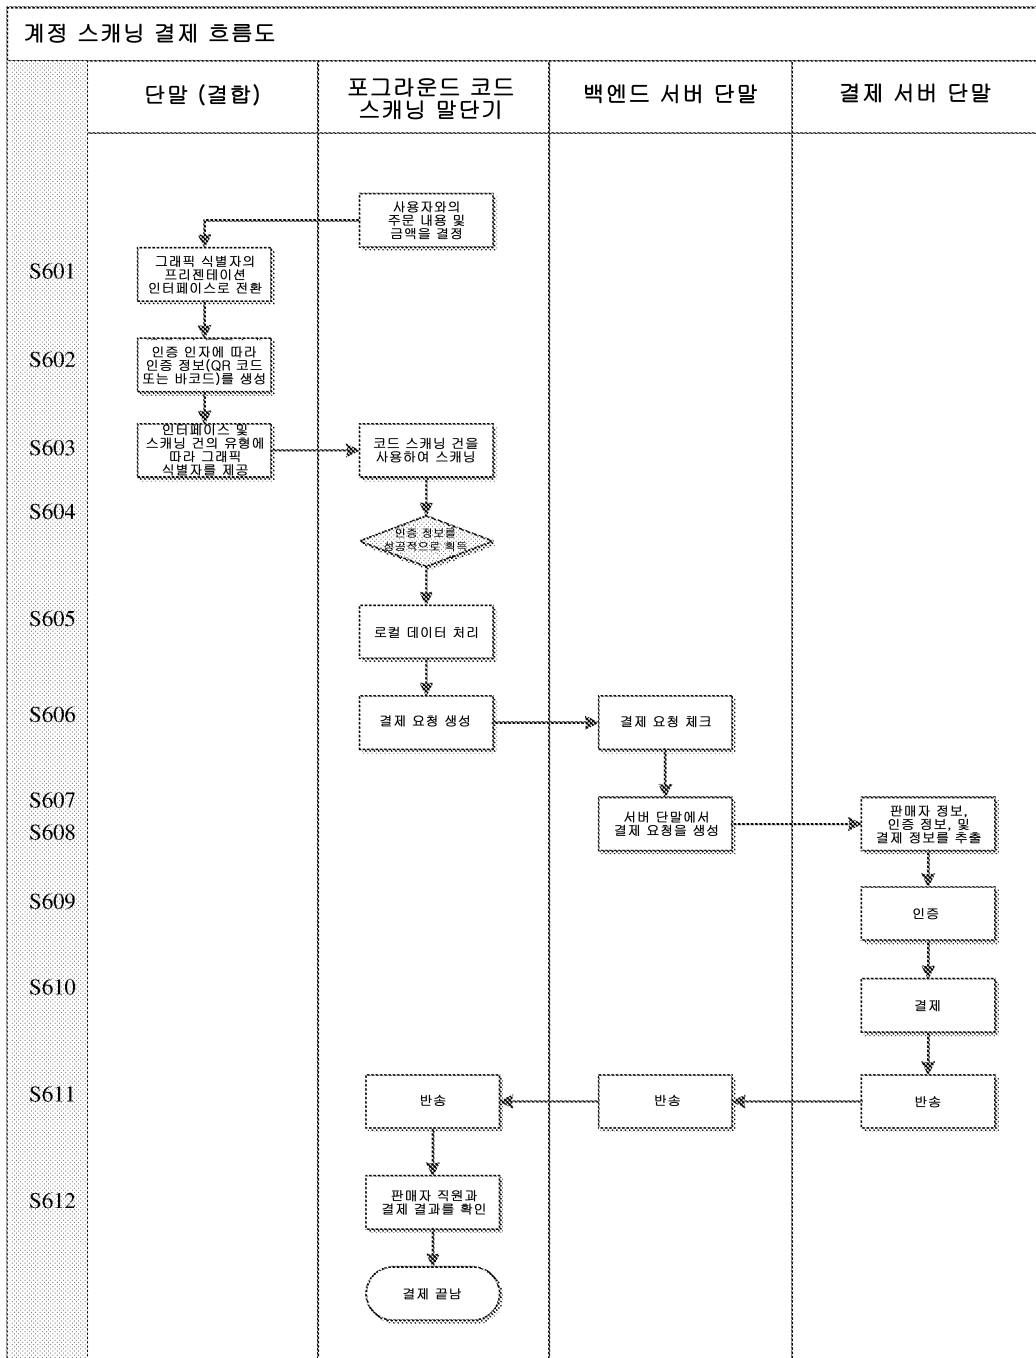 계정 스캐닝 결제 흐름도
단말 (결합)
포그라운드 코드
스캐닝 말단기
백엔드 서버 단말
결제 서버 단말
사용자와의
주문 내용 및
금액을 결정
S601
그래픽 식별자의
프리젠테이션
인터페이스로 전환
S602
인증 인자에 따라
인증 정보(QR 코드
또는 바코드)를 생성
S603
인터페이스 및
스캐닝 건의 유형에
따라 그래픽
식별자를 제공
코드 스캐닝 건을
사용하여 스캐닝
S604
인증 정보를
성공적으로 획득
S605
로컬 데이터 처리
S606
결제 요청 생성
결제 요청 체크
S607
S608
서버 단말에서
결제 요청을 생성
판매자 정보,
인증 정보, 및
결제 정보를 추출
S609
인증
S610
결제
S611
반송
반송
반송
S612
판매자 직원과
결제 결과를 확인
결제 끝남